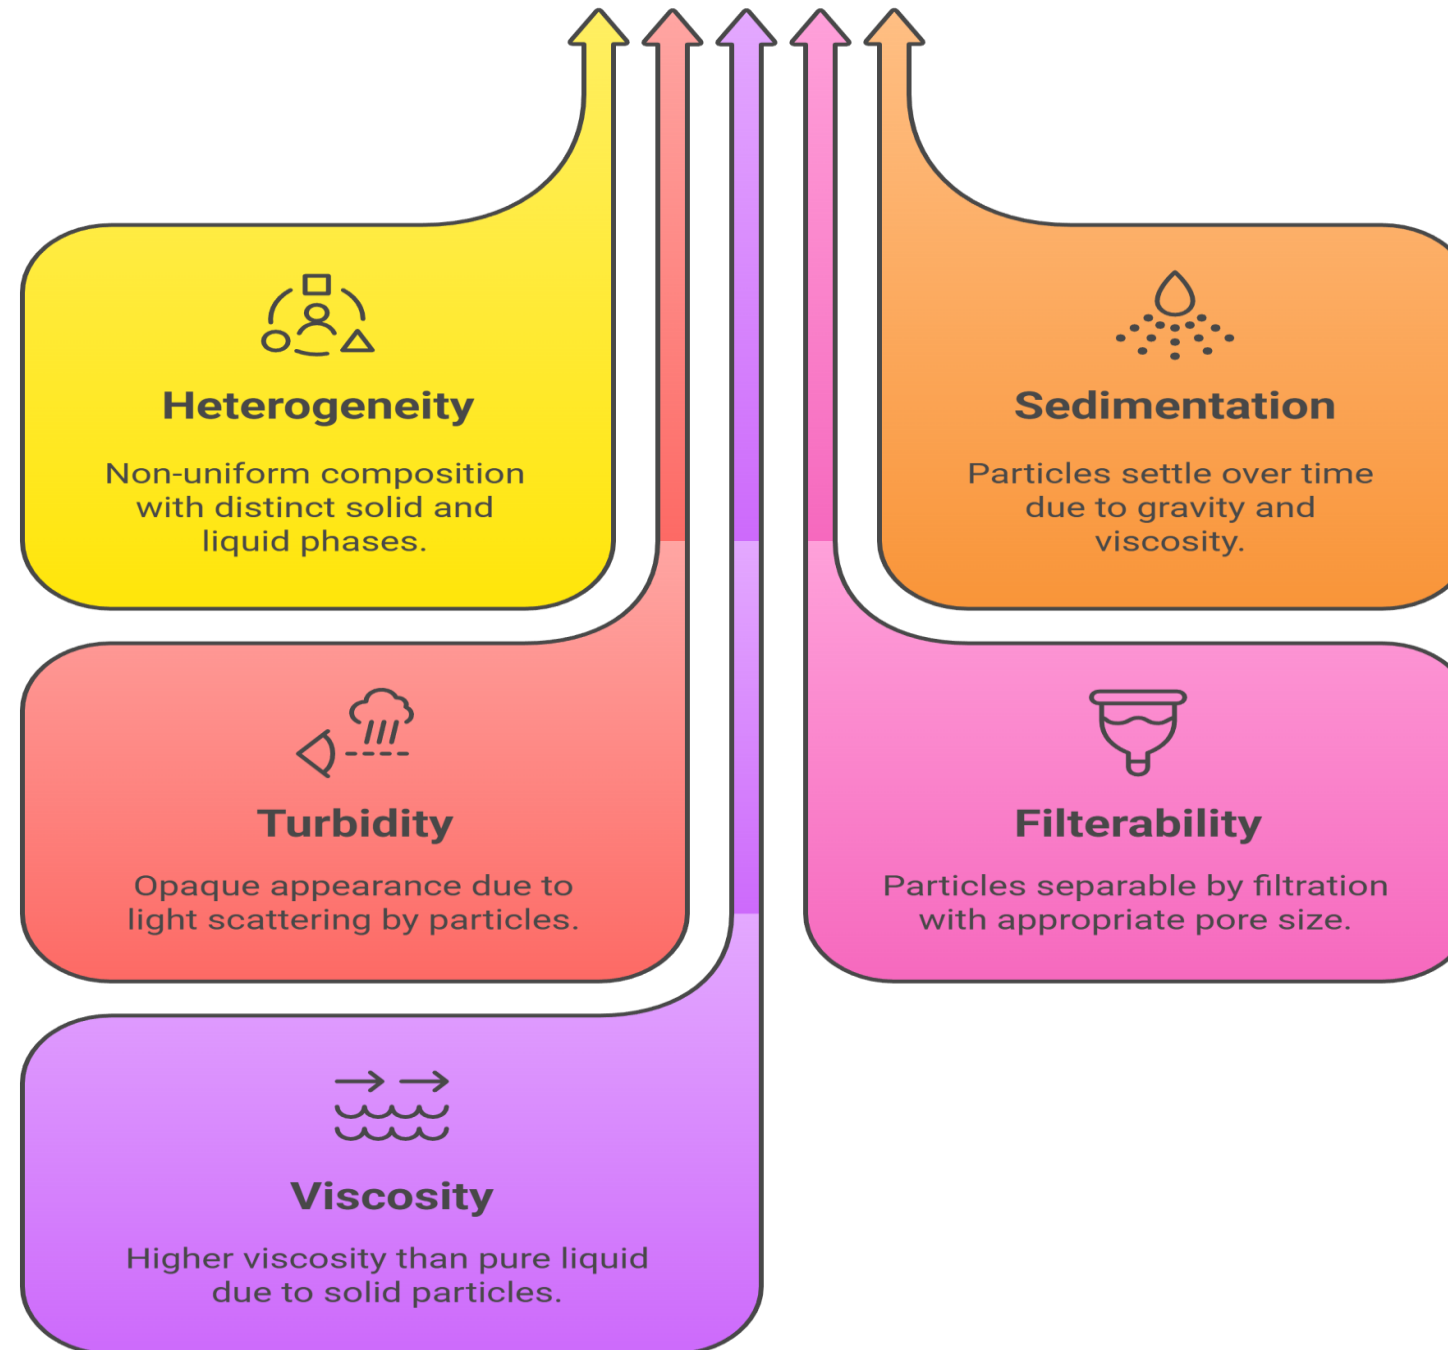 Heterogeneity
Non-uniform composition
with distinct solid and
liquid phases.
Sedimentation
Particles settle over time
due to gravity and
viscosity.
Turbidity
Opaque appearance due to
light scattering by particles.
Filterability
Particles separable by filtration
with appropriate pore size.
Viscosity
Higher viscosity than pure liquid
due to solid particles.